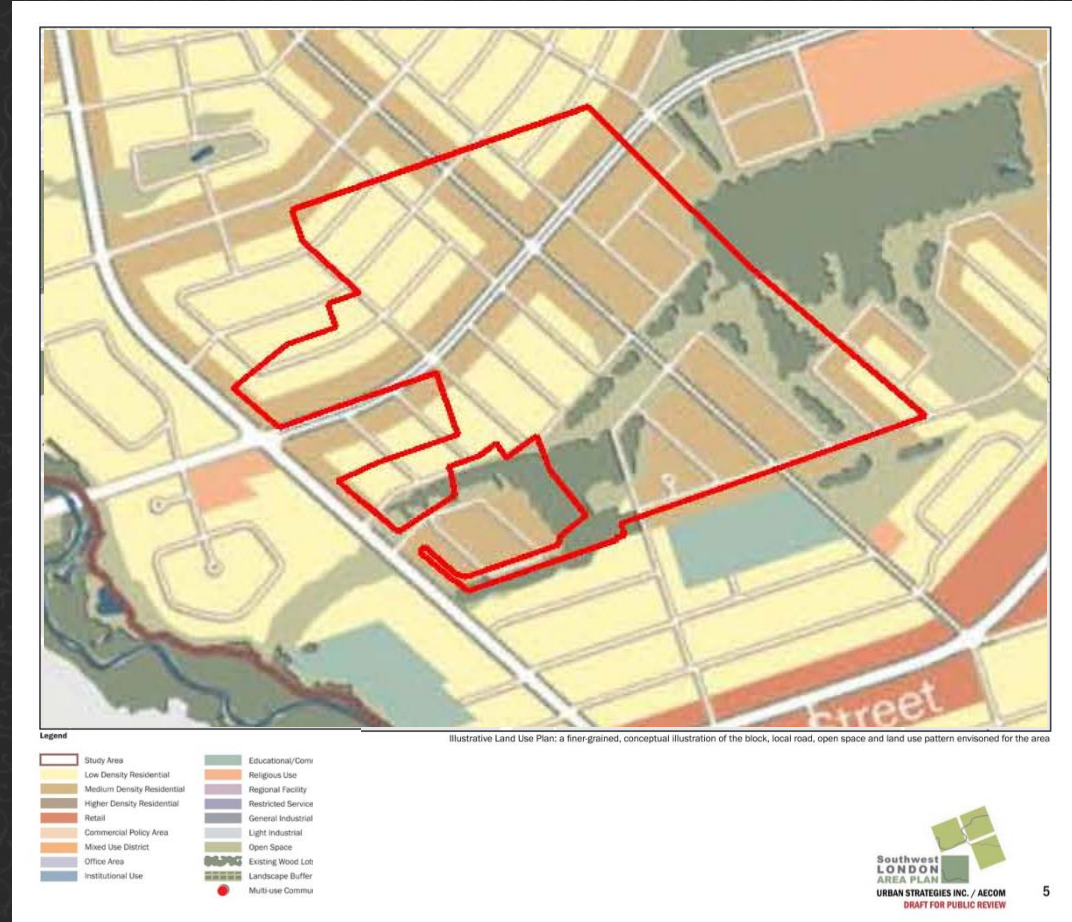 Street
Legend
Illustrative Land Use Plan: a finer-grained, conceptual illustration of the block, local road, open space and land use pattern envisoned for the area
Study Area
Low Density Residential
Medium Density Residential
Higher Density Residential
Retail
Commercial Policy Area
Mixed Use District
Office Area
Institutional Use
Educational/Comm
Religious Use
Regional Facility
Restricted Service
General Industrial
Light Industrial
Open Space
Existing Wood Lots
Landscape Buffer
Multi-use Commu
Southwest
LONDON
AREA PLAN
URBAN STRATEGIES INC. / AECOM
DRAFT FOR PUBLIC REVIEW
5